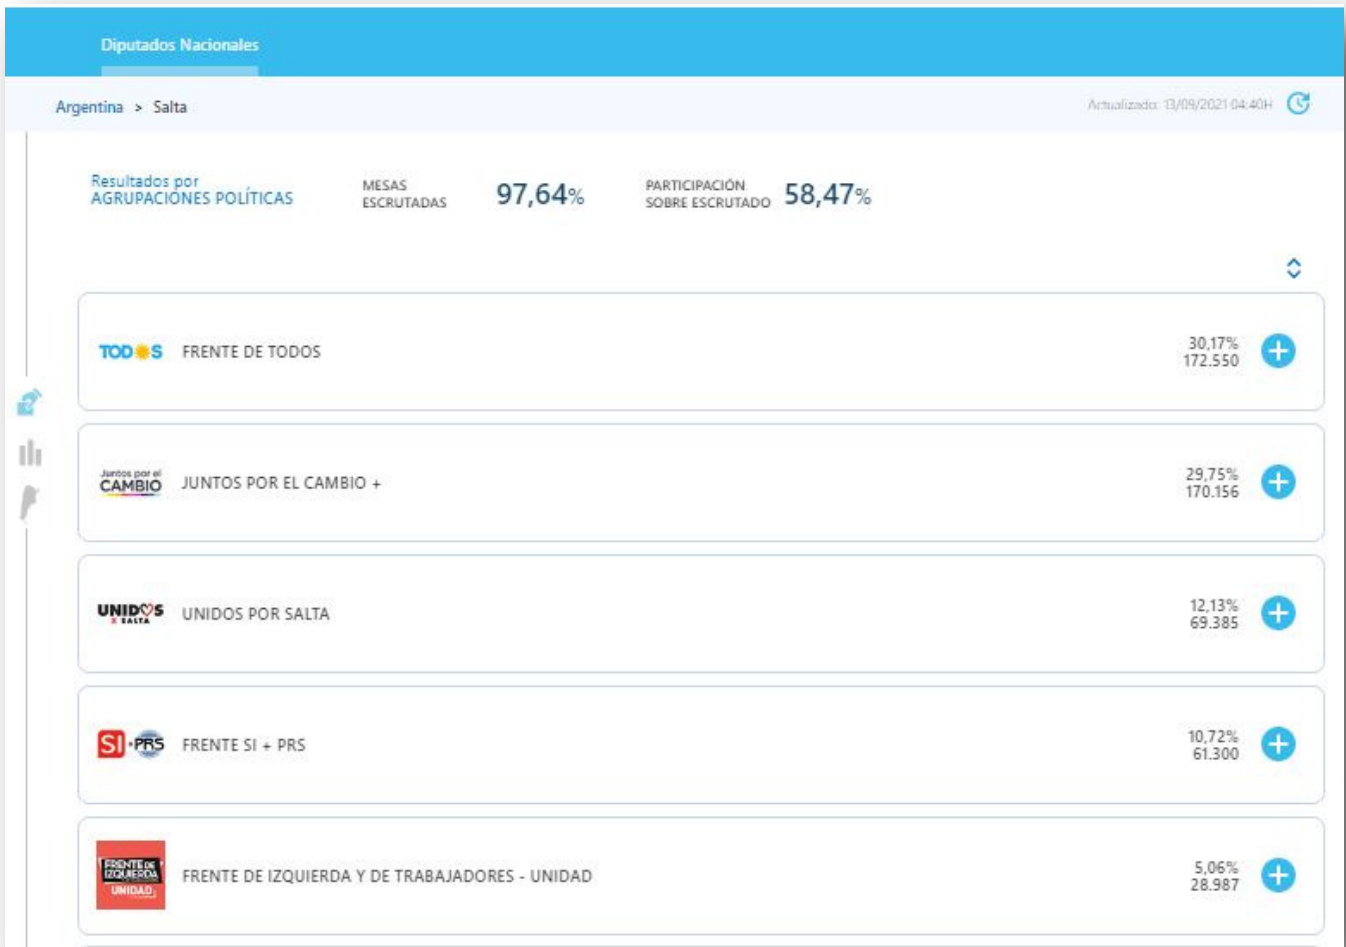 Diputados Nacionales
Argentina > Salta
Actualizado: 13/09/2021 04:40H
Resultados por
AGRUPACIONES POLÍTICAS
MESAS
ESCRUTADAS
97,64%
PARTICIPACIÓN
SOBRE ESCRUTADO
58,47%
TODOS
FRENTE DE TODOS
30,17%
172.550
Juntos por el
CAMBIO
JUNTOS POR EL CAMBIO +
29,75%
170.156
UNIDOS
X SALTA
UNIDOS POR SALTA
12,13%
69.385
SI+PRS
FRENTE SI + PRS
10,72%
61.300
FRENTE DE
IZQUIERDA
UNIDAD
FRENTE DE IZQUIERDA Y DE TRABAJADORES - UNIDAD
5,06%
28.987